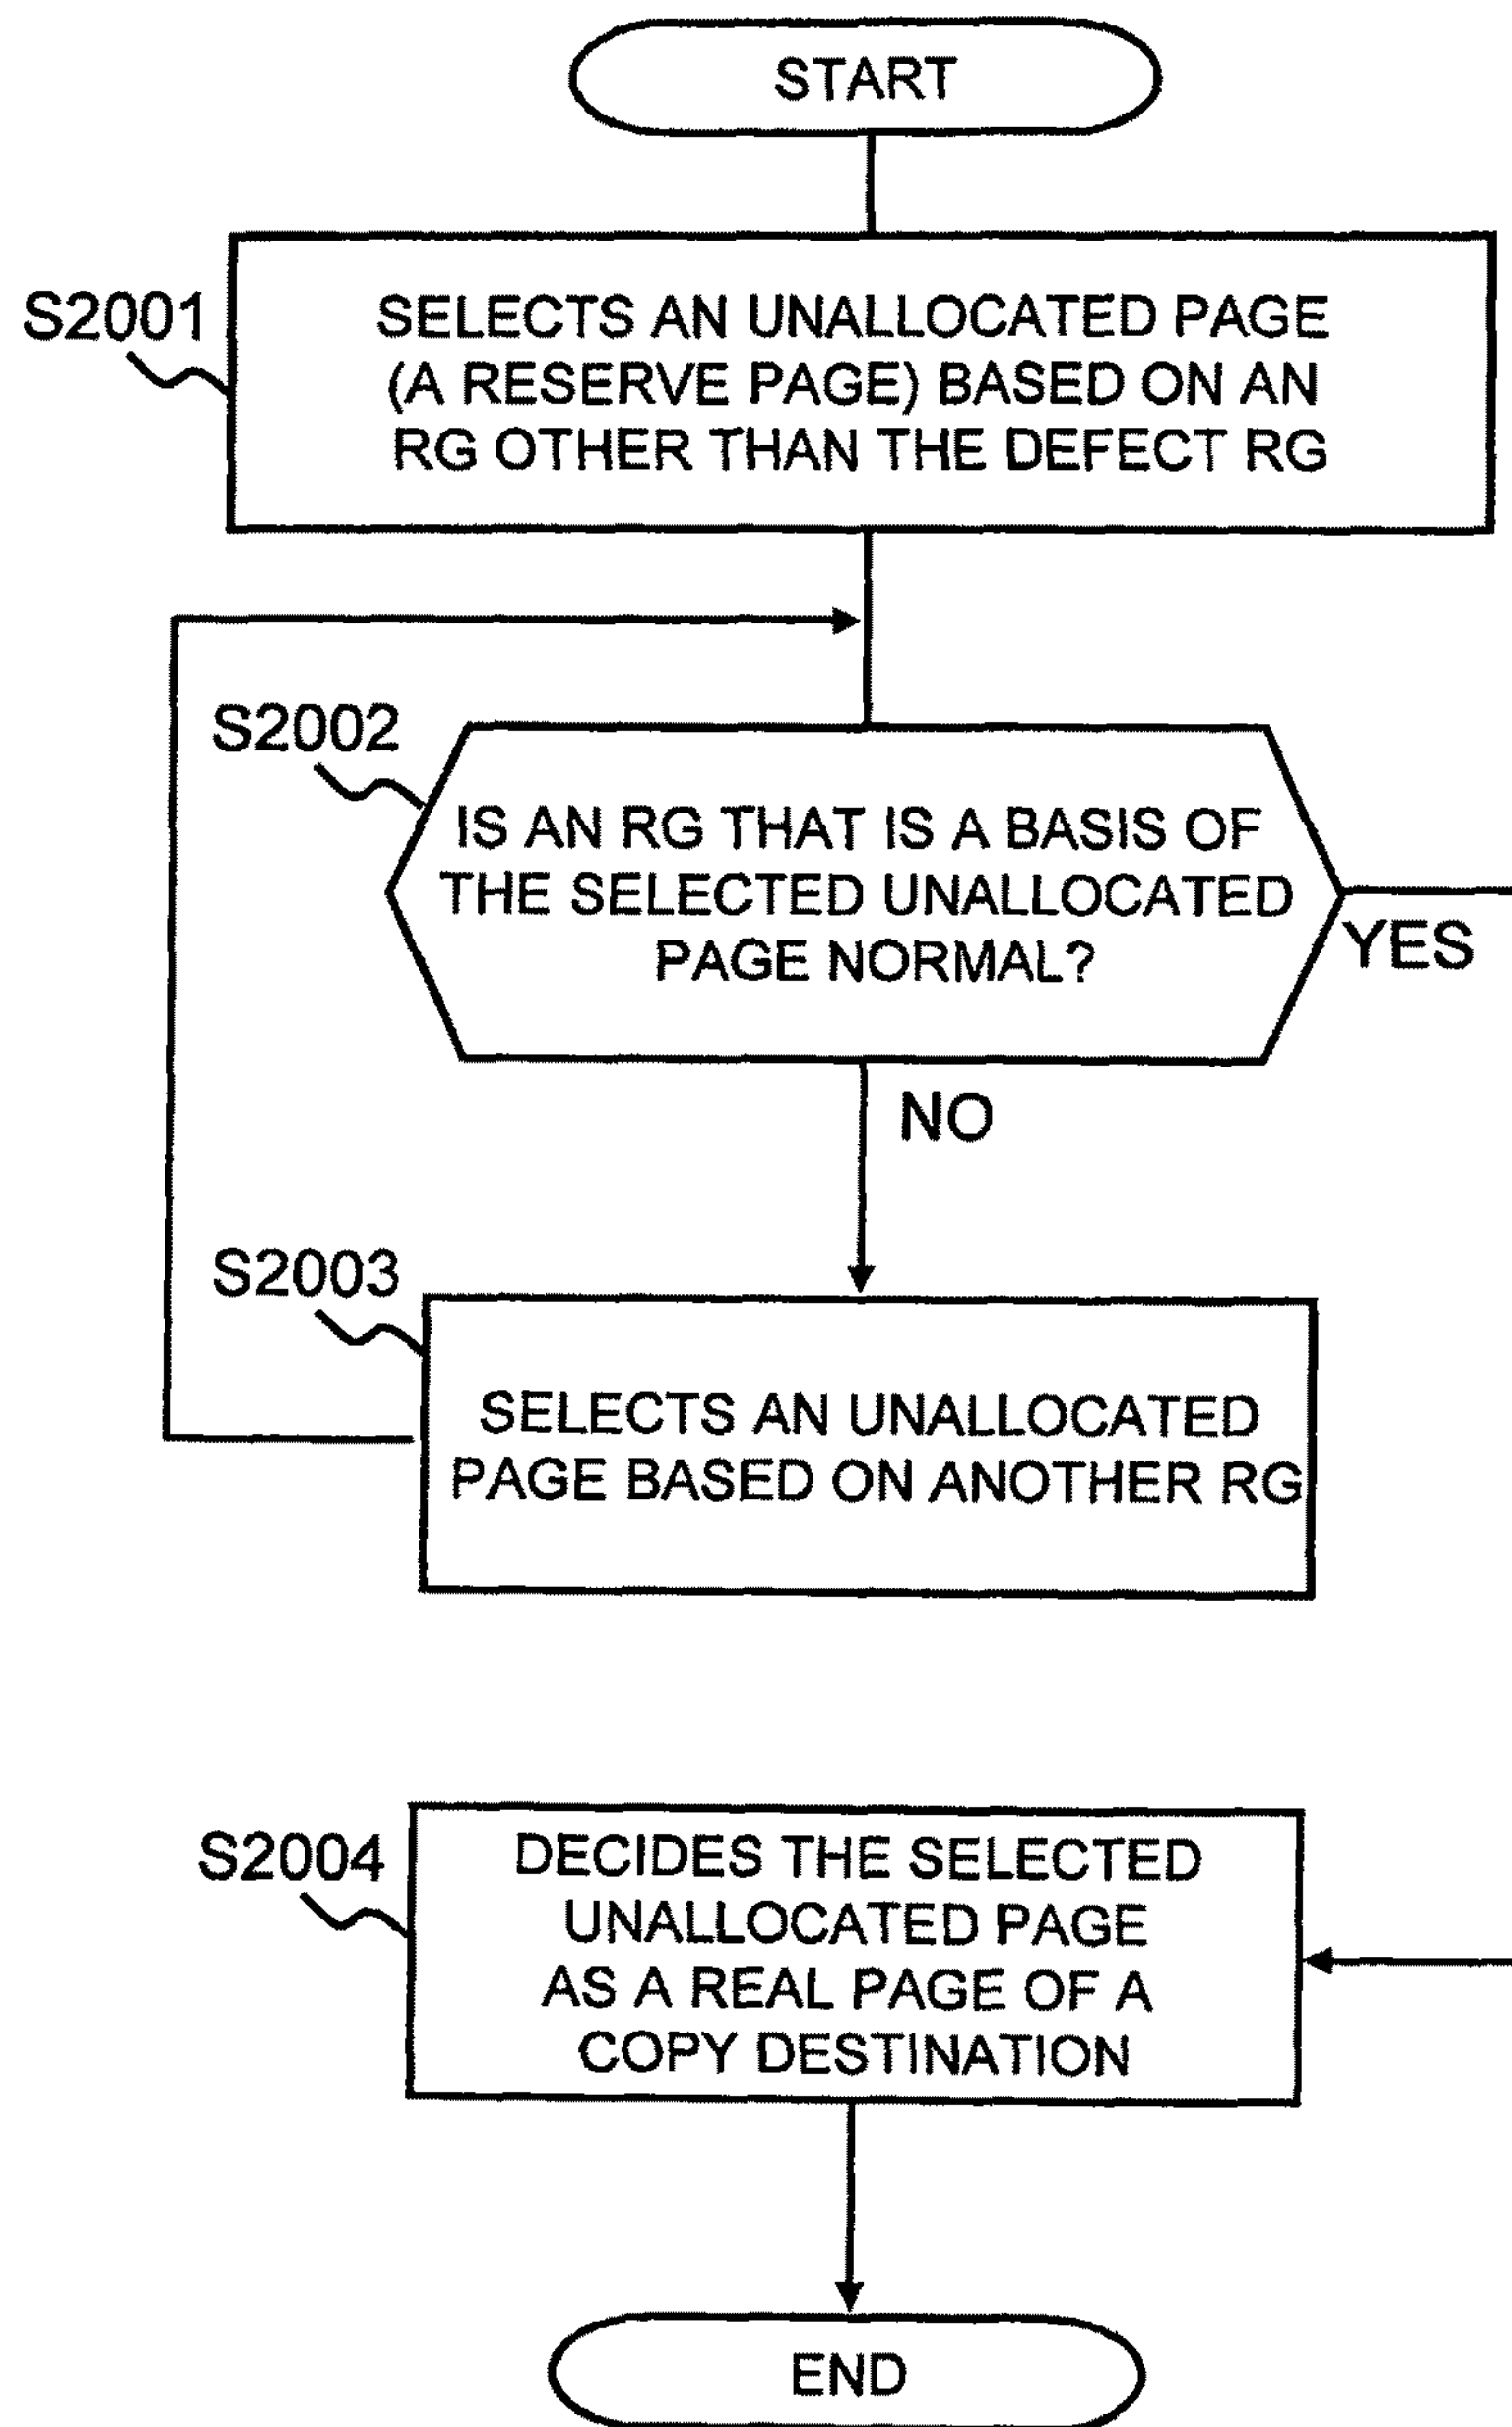 START
S2001
SELECTS AN UNALLOCATED PAGE
(A RESERVE PAGE) BASED ON AN
RG OTHER THAN THE DEFECT RG
S2002
IS AN RG THAT IS A BASIS OF
THE SELECTED UNALLOCATED
PAGE NORMAL?
YES
NO
S2003
SELECTS AN UNALLOCATED
PAGE BASED ON ANOTHER RG
S2004
DECIDES THE SELECTED
UNALLOCATED PAGE
AS A REAL PAGE OF A
COPY DESTINATION
END